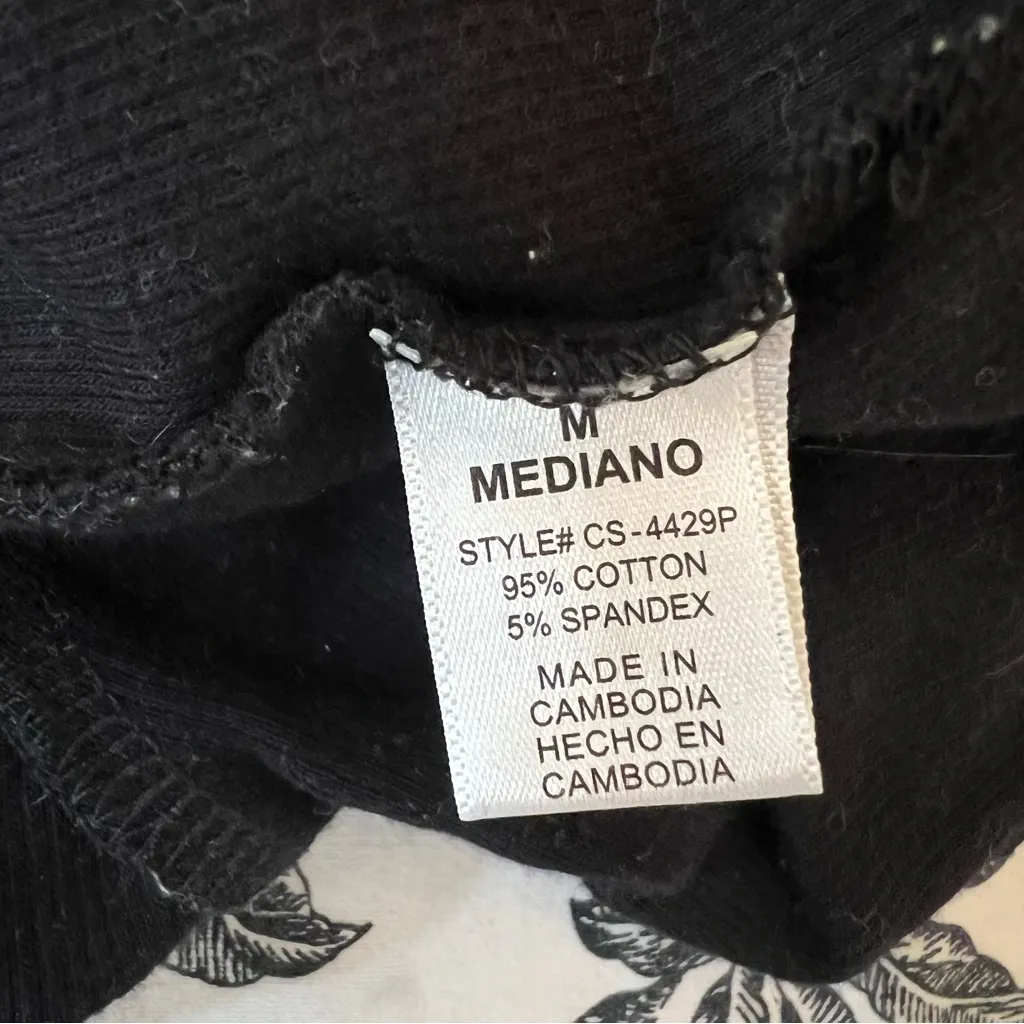 M
MEDIANO
STYLE# CS-4429P
95% COTTON
5% SPANDEX
MADE IN
CAMBODIA
HECHO EN
CAMBODIA